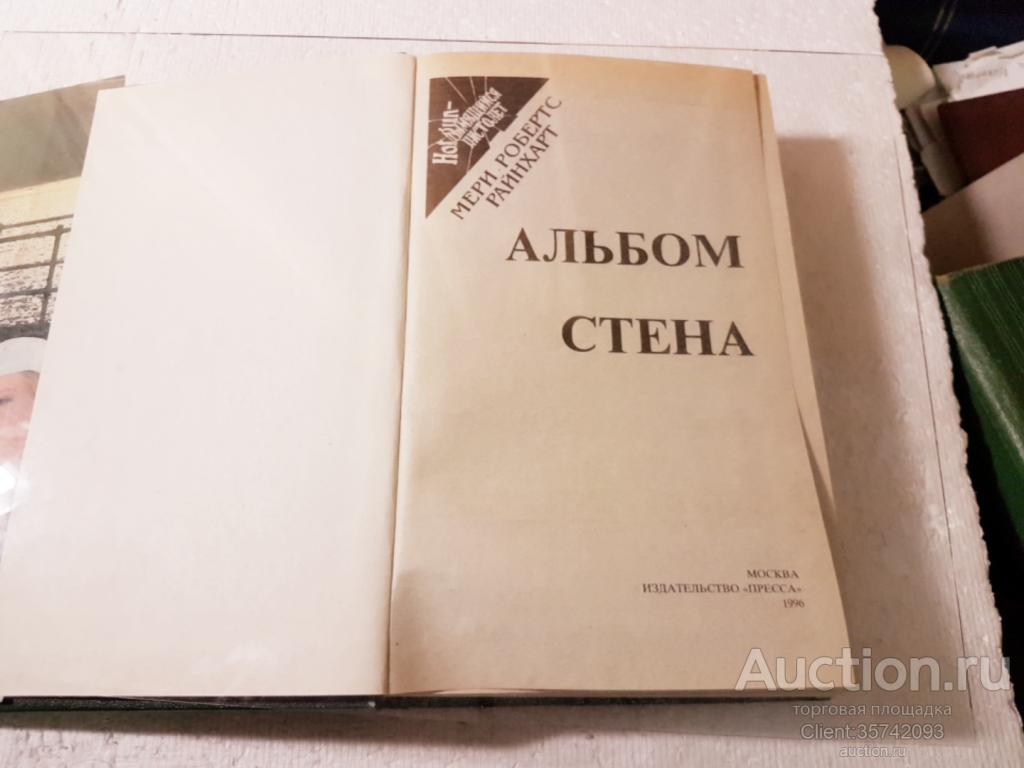 МЕРИ РОБЕРТС
РАЙНХАРТ
АЛЬБОМ
СТЕНА
МОСКВА
ИЗДАТЕЛЬСТВО «ПРЕССА»
1996
Auction.ru
торговая площадка
Client:35742093
auction.ru